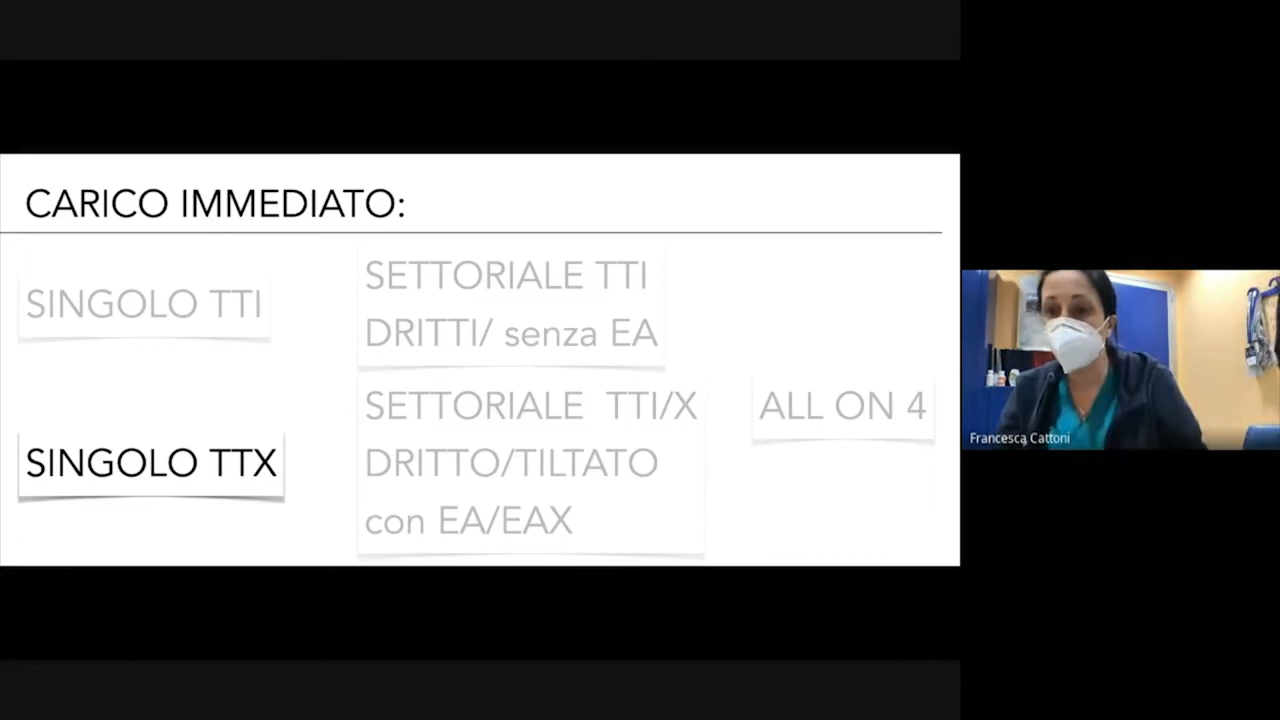 CARICO IMMEDIATO:
SINGOLO TTI
SETTORIALE TTI
DRITTI/ senza EA
SINGOLO TTX
SETTORIALE TTI/X
DRITTO/TILTATO
con EA/EAX
ALL ON 4
Francesca Cattoni